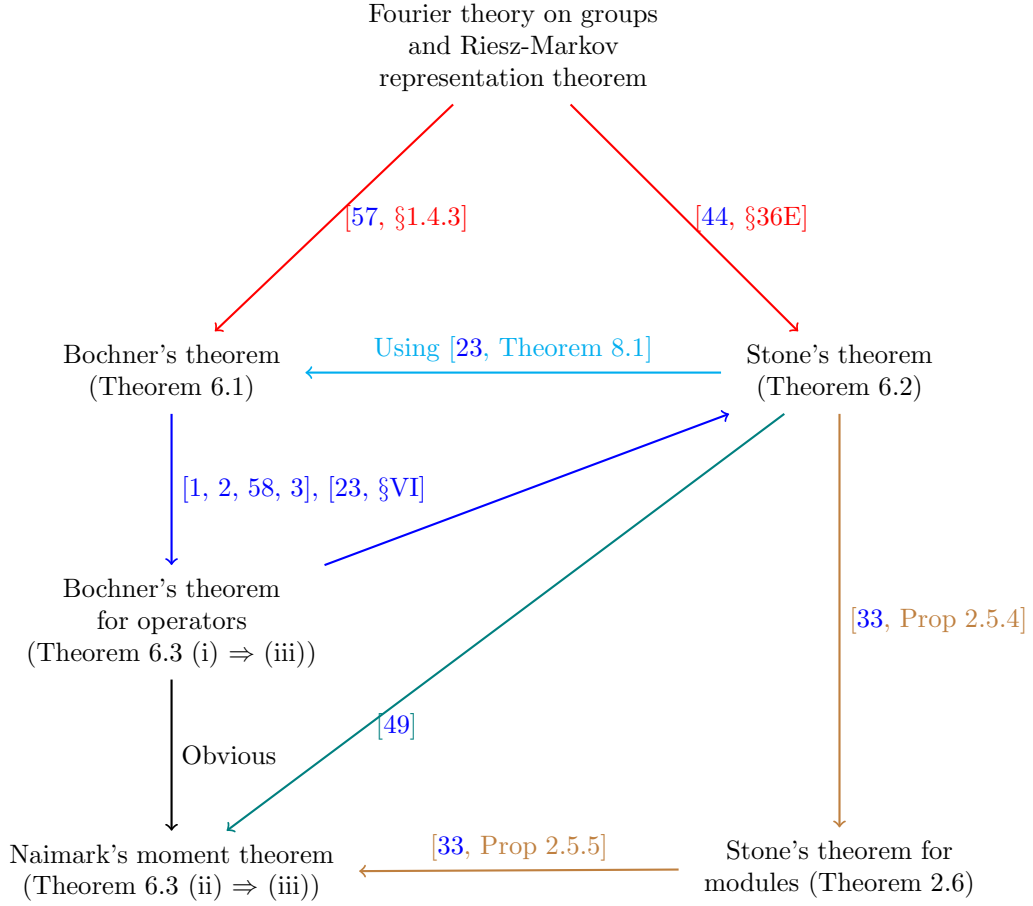 Fourier theory on groups
and Riesz-Markov
representation theorem
[57, §1.4.3]
[44, §36E]
Bochner's theorem
(Theorem 6.1)
Using [23, Theorem 8.1]
Stone's theorem
(Theorem 6.2)
[1, 2, 58, 3], [23, §VI]
Bochner's theorem
for operators
(Theorem 6.3 (i) ⇒ (iii))
[33, Prop 2.5.4]
[49]
Obvious
Naimark's moment theorem
(Theorem 6.3 (ii) ⇒ (iii))
[33, Prop 2.5.5]
Stone's theorem for
modules (Theorem 2.6)